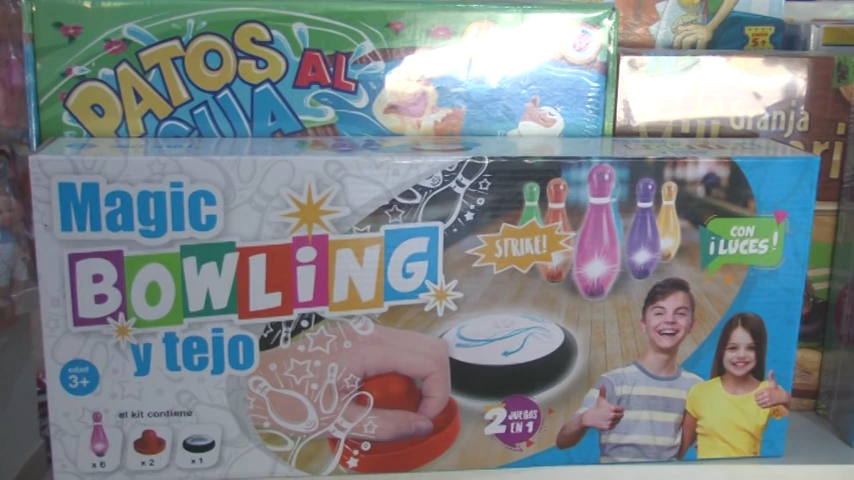 PATOS AL
AGUA
Granja
Magic
BOWLiNG
y tejo
STRIKE!
CON
¡LUCES!
edad
3+
el kit contiene
x 6
x 2
x 1
2 JUEGOS
EN 1
5+